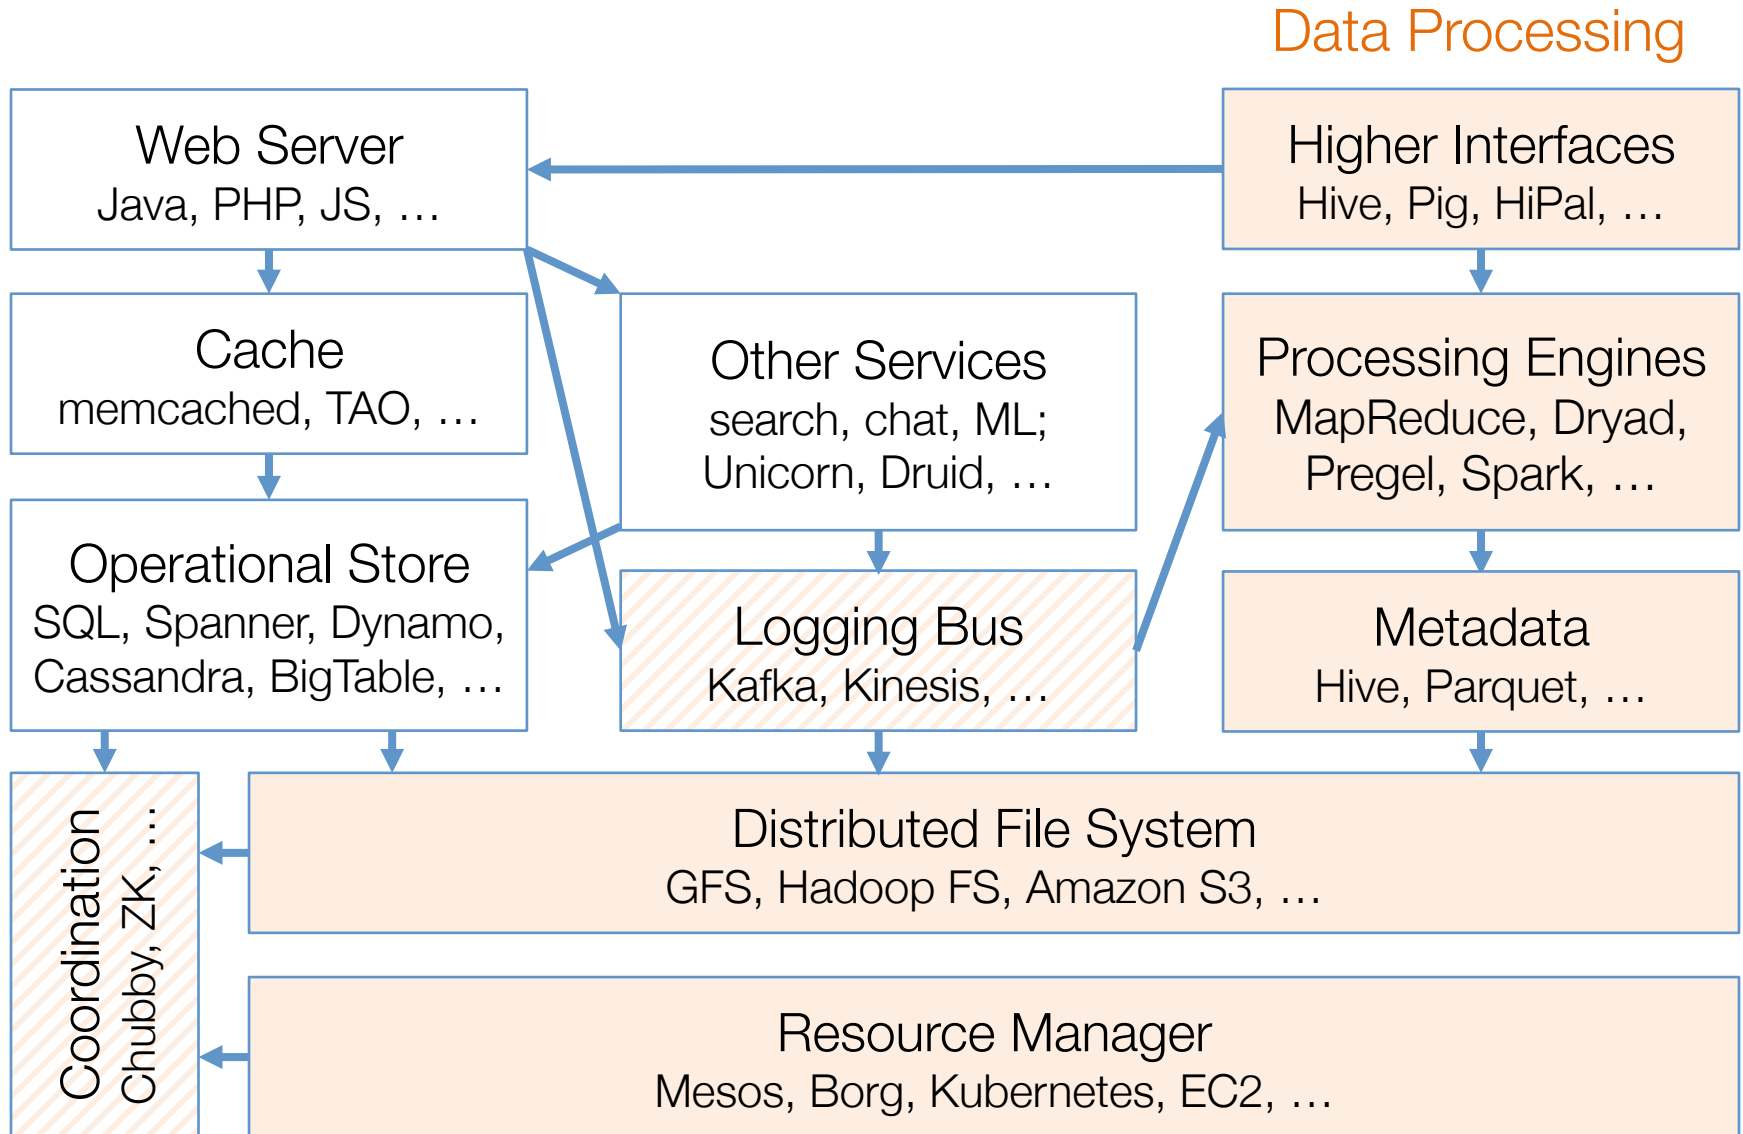 Data Processing
Web Server
Java, PHP, JS, …
Higher Interfaces
Hive, Pig, HiPal, …
Cache
memcached, TAO, …
Other Services
search, chat, ML;
Unicorn, Druid, …
Processing Engines
MapReduce, Dryad,
Pregel, Spark, …
Operational Store
SQL, Spanner, Dynamo,
Cassandra, BigTable, …
Logging Bus
Kafka, Kinesis, …
Metadata
Hive, Parquet, …
Coordination
Chubby, ZK, …
Distributed File System
GFS, Hadoop FS, Amazon S3, …
Resource Manager
Mesos, Borg, Kubernetes, EC2, …